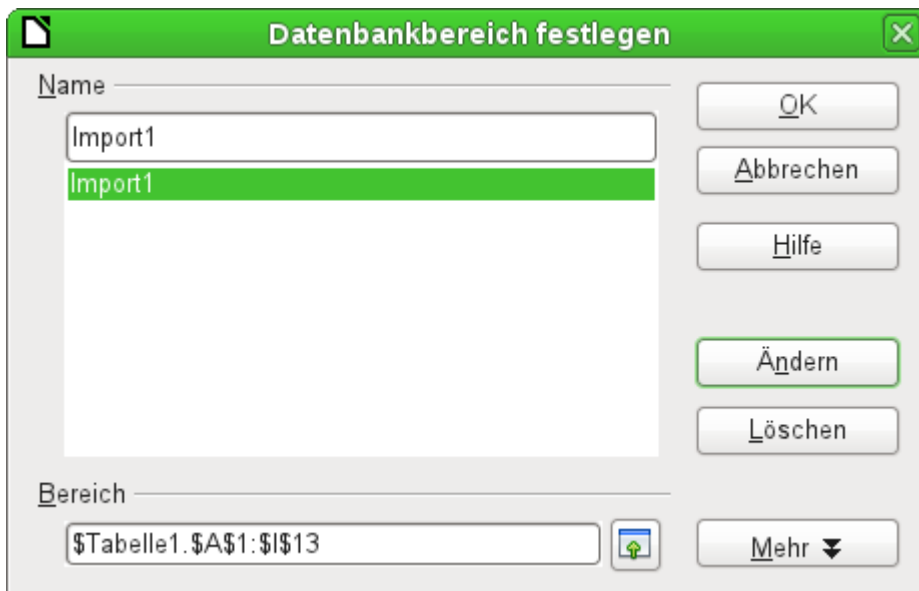 Datenbankbereich festlegen
Name
Import1
Import1
OK
Abbrechen
Hilfe
Ändern
Löschen
Bereich
$Tabelle1.$A$1:$I$13
Mehr